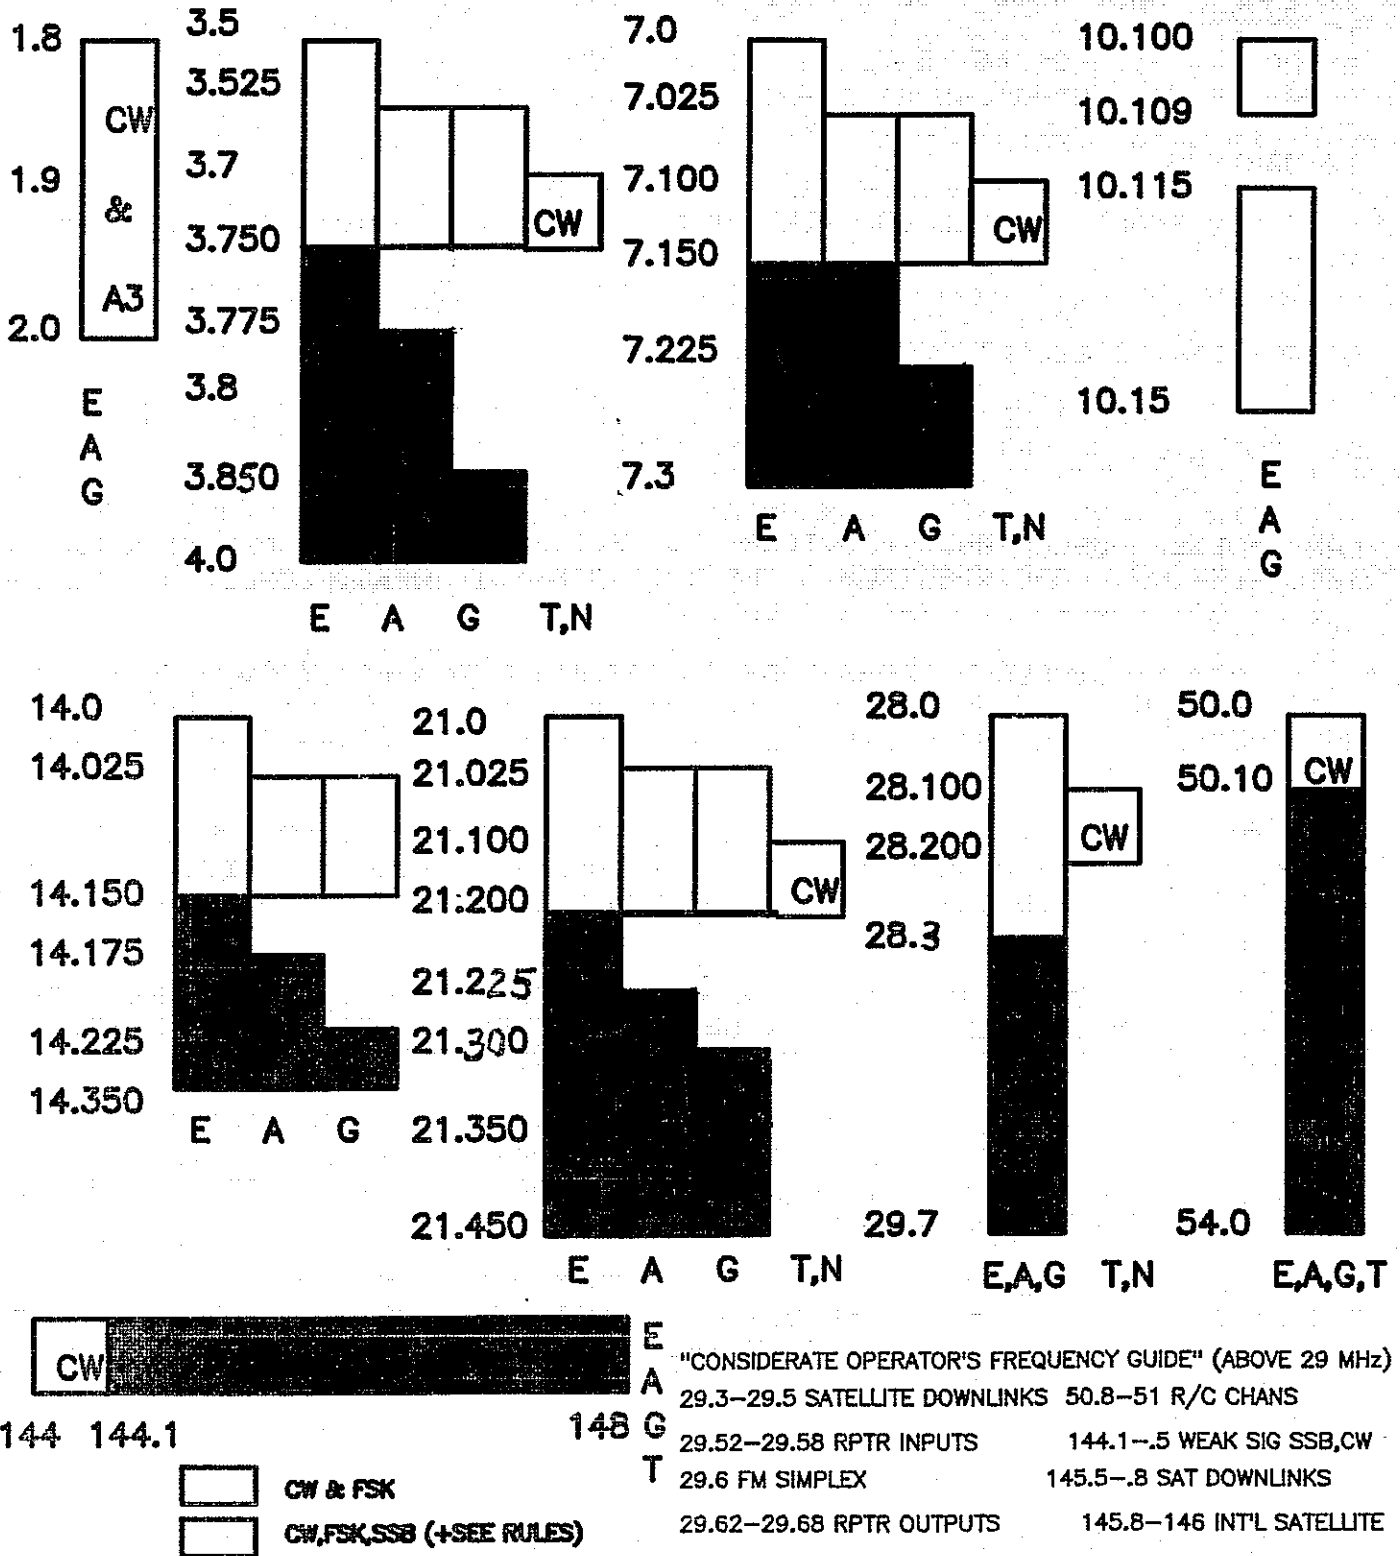 1.8
CW
1.9
&
A3
2.0
E
A
G
3.5
3.525
3.7
3.750
3.775
3.8
3.850
4.0
CW
E A G T,N
7.0
7.025
7.100
7.150
7.225
7.3
CW
E A G T,N
10.100
10.109
10.115
10.15
E
A
G
14.0
14.025
14.150
14.175
14.225
14.350
E A G
21.0
21.025
21.100
21.200
21.225
21.300
21.350
21.450
CW
E A G T,N
28.0
28.100
28.200
28.3
29.7
CW
E,A,G T,N
50.0
50.10
54.0
CW
E,A,G,T
CW
144 144.1 148
E
A
G
T
CW & FSK
CW,FSK,SSB (+SEE RULES)
"CONSIDERATE OPERATOR'S FREQUENCY GUIDE" (ABOVE 29 MHz)
29.3-29.5 SATELLITE DOWNLINKS 50.8-51 R/C CHANS
29.52-29.58 RPTR INPUTS 144.1-.5 WEAK SIG SSB,CW
29.6 FM SIMPLEX 145.5-.8 SAT DOWNLINKS
29.62-29.68 RPTR OUTPUTS 145.8-146 INT'L SATELLITE